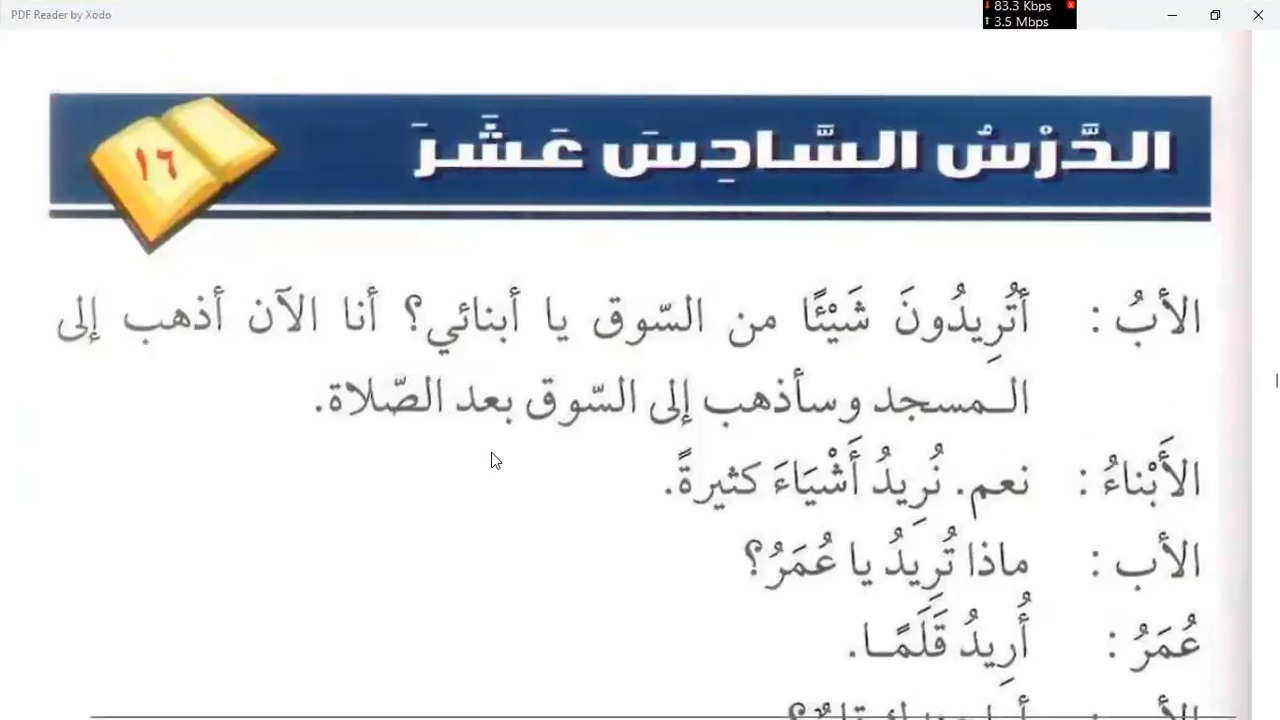 PDF Reader by Xodo
83.3 Kbps
3.5 Mbps
الدَّرْسُ السَّادِسَ عَشَرَ
١٦
الأبُ : أتُرِيدُونَ شَيْئًا من السّوق يا أبنائي؟ أنا الآن أذهب إلى
المسجد وسأذهب إلى السّوق بعد الصّلاة.
الأَبْناءُ : نعم. نُرِيدُ أَشْيَاءَ كثيرةً.
الأب : ماذا تُرِيدُ يا عُمَرُ؟
عُمَرُ : أُرِيدُ قَلَمًا.